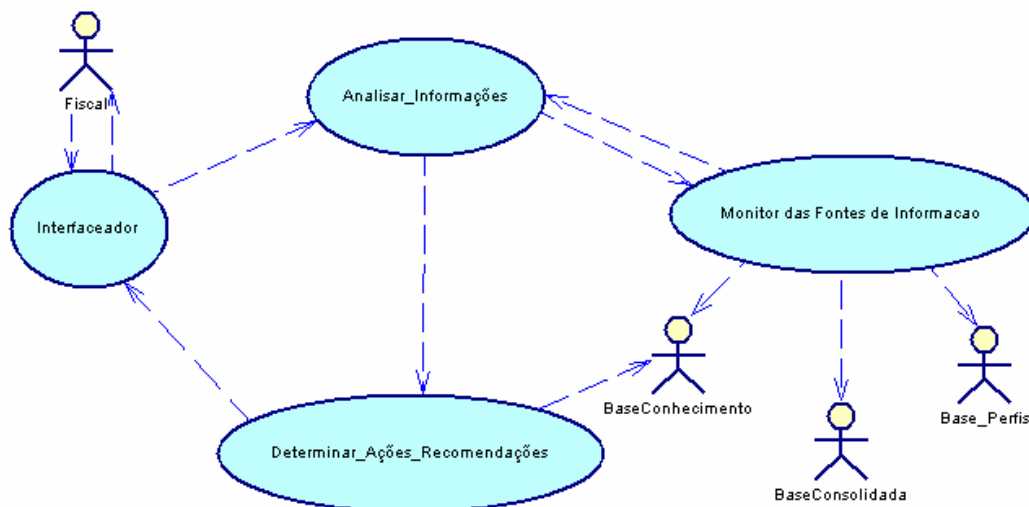 Fiscal
Analisar_Informações
Interfaceador
Monitor das Fontes de Informacao
BaseConhecimento
Base_Perfis
Determinar_Ações_Recomendações
BaseConsolidada